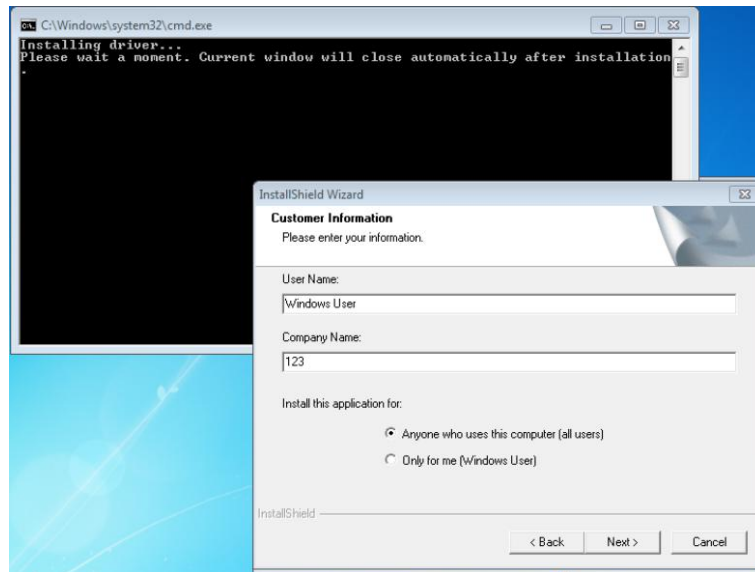 C:\Windows\system32\cmd.exe
Installing driver...
Please wait a moment. Current window will close automatically after installation
.
InstallShield Wizard
Customer Information
Please enter your information.
User Name:
Windows User
Company Name:
123
Install this application for:
Anyone who uses this computer (all users)
Only for me (Windows User)
InstallShield
< Back Next > Cancel